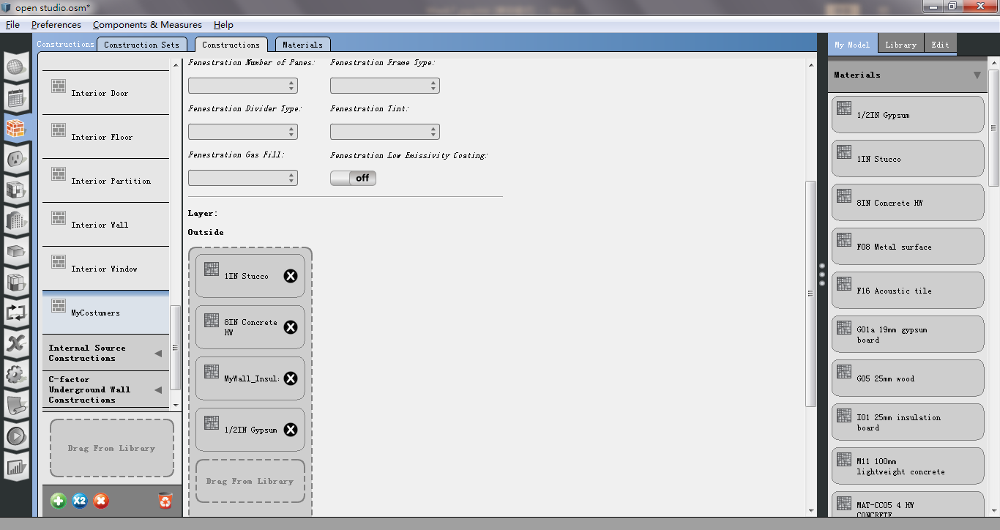 open studio.osm*
File Preferences Components & Measures Help
Constructions Construction Sets Constructions Materials
My Model Library Edit
Interior Door
Interior Floor
Interior Partition
Interior Wall
Interior Window
MyCostumers
Internal Source
Constructions
C-factor
Underground Wall
Constructions
Drag From Library
X2
Fenestration Number of Panes: Fenestration Frame Type:
Fenestration Divider Type: Fenestration Tint:
Fenestration Gas Fill: Fenestration Low Emissivity Coating:
off
Layer:
Outside
1IN Stucco
8IN Concrete
HW
MyWall_Insul
1/2IN Gypsum
Drag From Library
Materials
1/2IN Gypsum
1IN Stucco
8IN Concrete HW
F08 Metal surface
F16 Acoustic tile
G01a 19mm gypsum
board
G05 25mm wood
I01 25mm insulation
board
M11 100mm
lightweight concrete
MAT-CC05 4 HW
CONCRETE